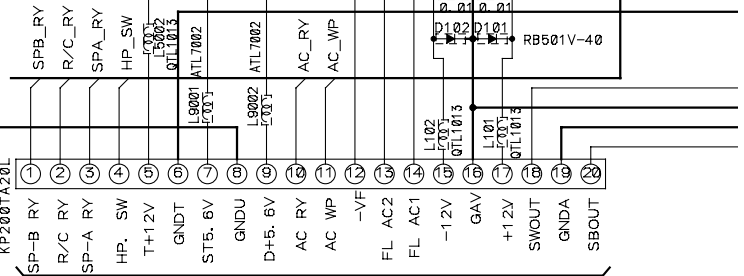 SPB_RY
R/C_RY
SPA_RY
HP_SW
L5002
QTL1013
ATL7002
L9001
ATL7002
L9002
AC_RY
AC_WP
0.01
0.01
D102
D101
RB501V-40
L102
QTL1013
L101
QTL1013
KP200TA20L
1 2 3 4 5 6 7 8 9 10 11 12 13 14 15 16 17 18 19 20
SP-B RY
R/C RY
SP-A RY
HP. SW
T+12V
GNDT
ST5.6V
GNDU
D+5.6V
AC RY
AC WP
-VF
FL AC2
FL AC1
-12V
GAV
+12V
SWOUT
GNDA
SBOUT